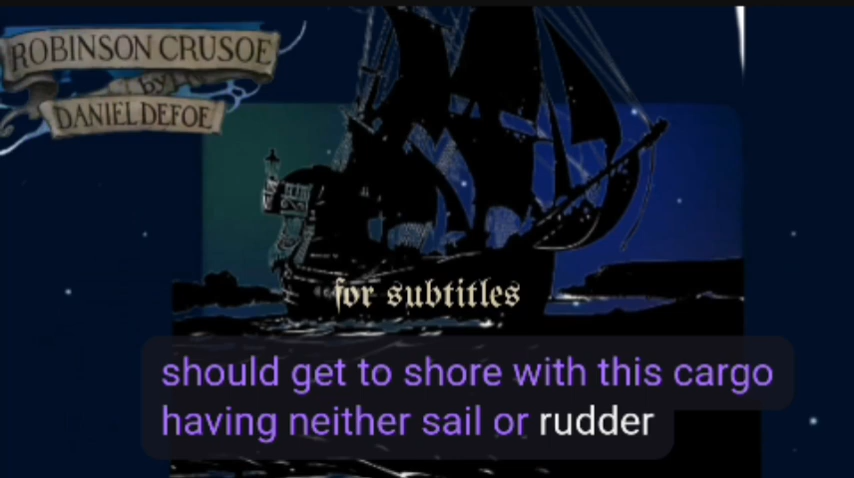 ROBINSON CRUSOE
by
DANIEL DEFOE
for subtitles
should get to shore with this cargo
having neither sail or rudder